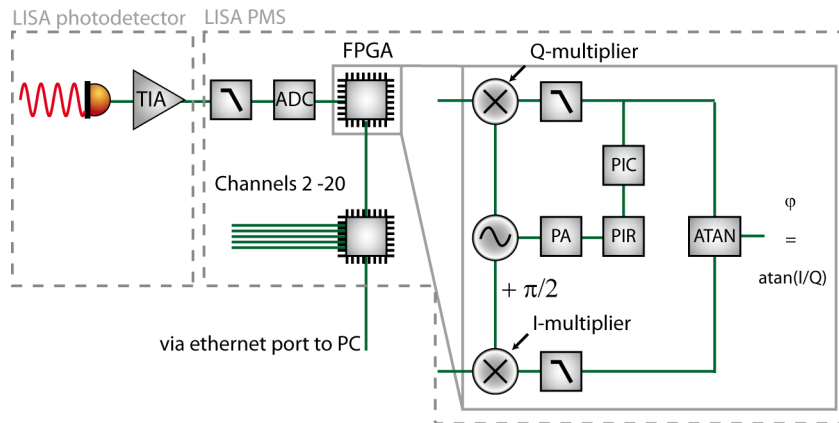 LISA photodetector
LISA PMS
TIA
ADC
FPGA
Channels 2 -20
via ethernet port to PC
Q-multiplier
PIC
PA
PIR
ATAN
φ
=
atan(I/Q)
+ π/2
I-multiplier